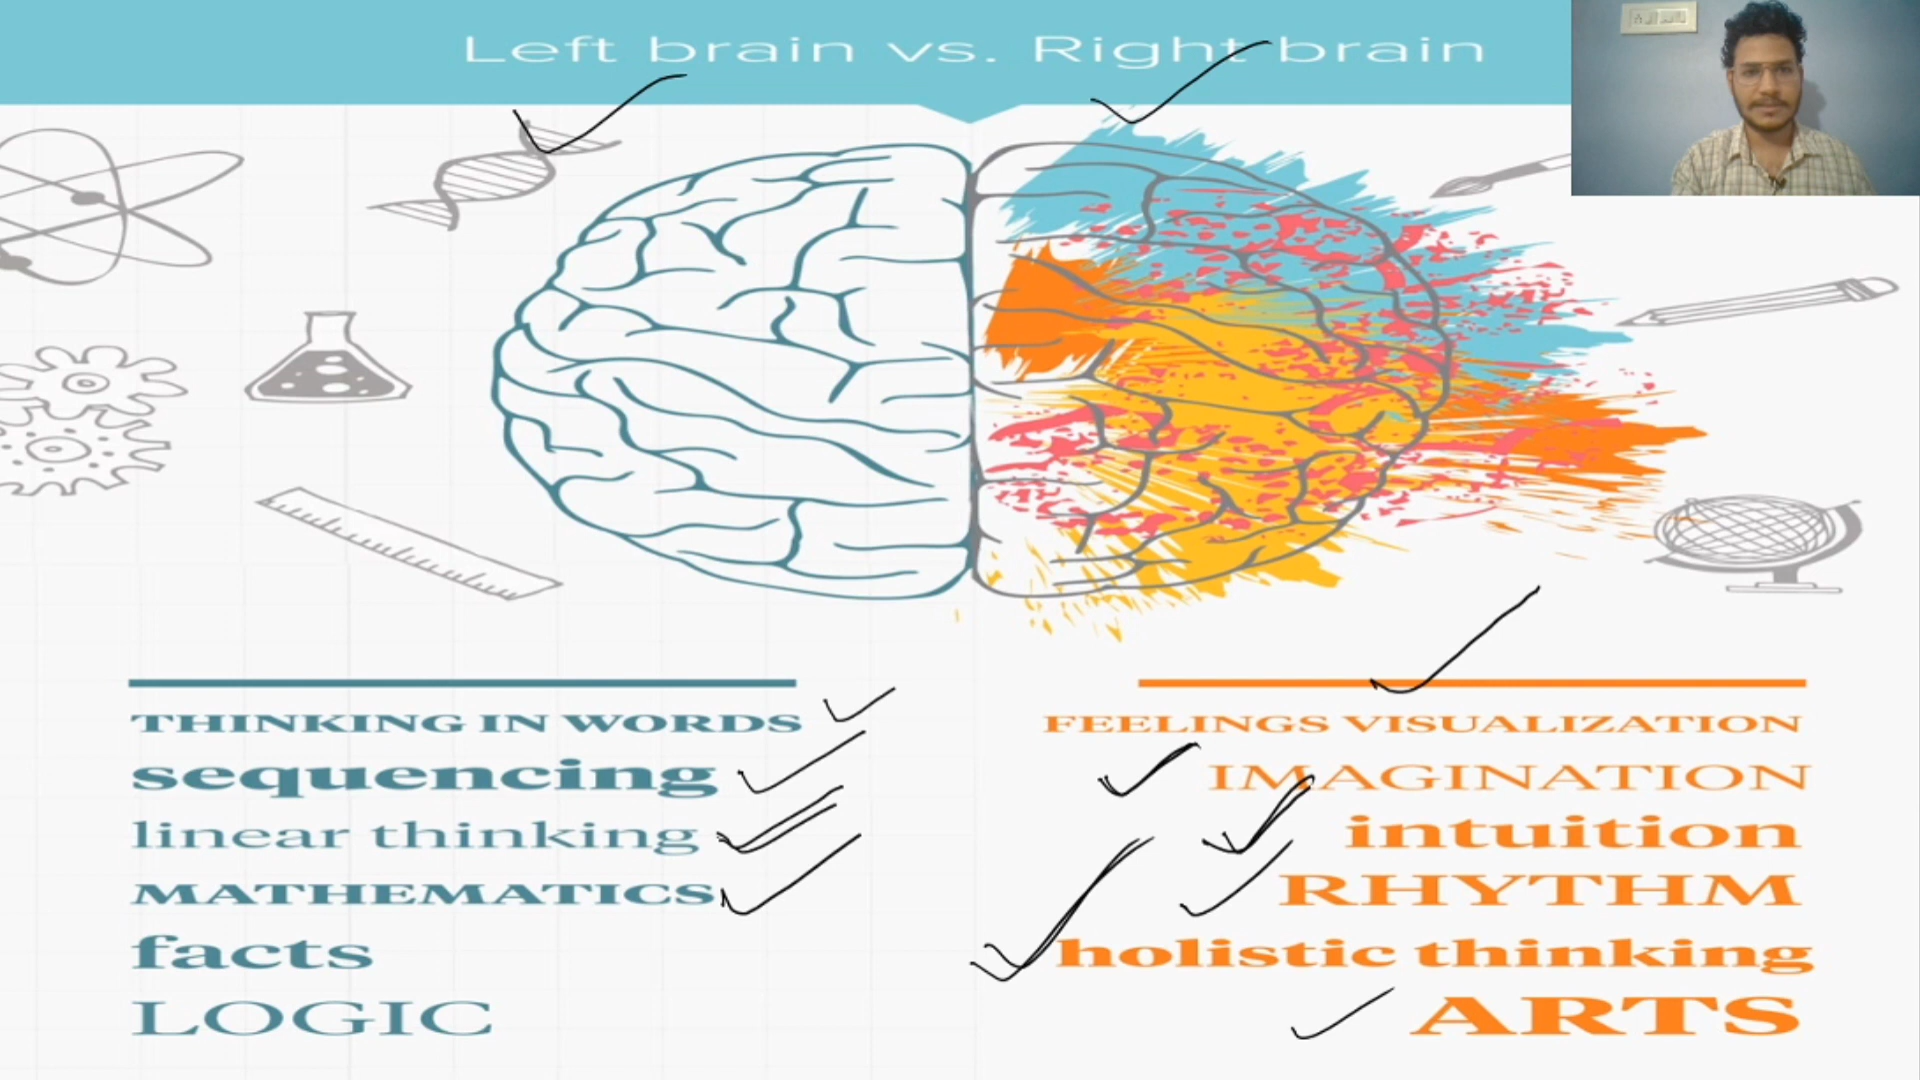 Left brain vs. Right brain
THINKING IN WORDS
sequencing
linear thinking
MATHEMATICS
facts
LOGIC
FEELINGS VISUALIZATION
IMAGINATION
intuition
RHYTHM
holistic thinking
ARTS